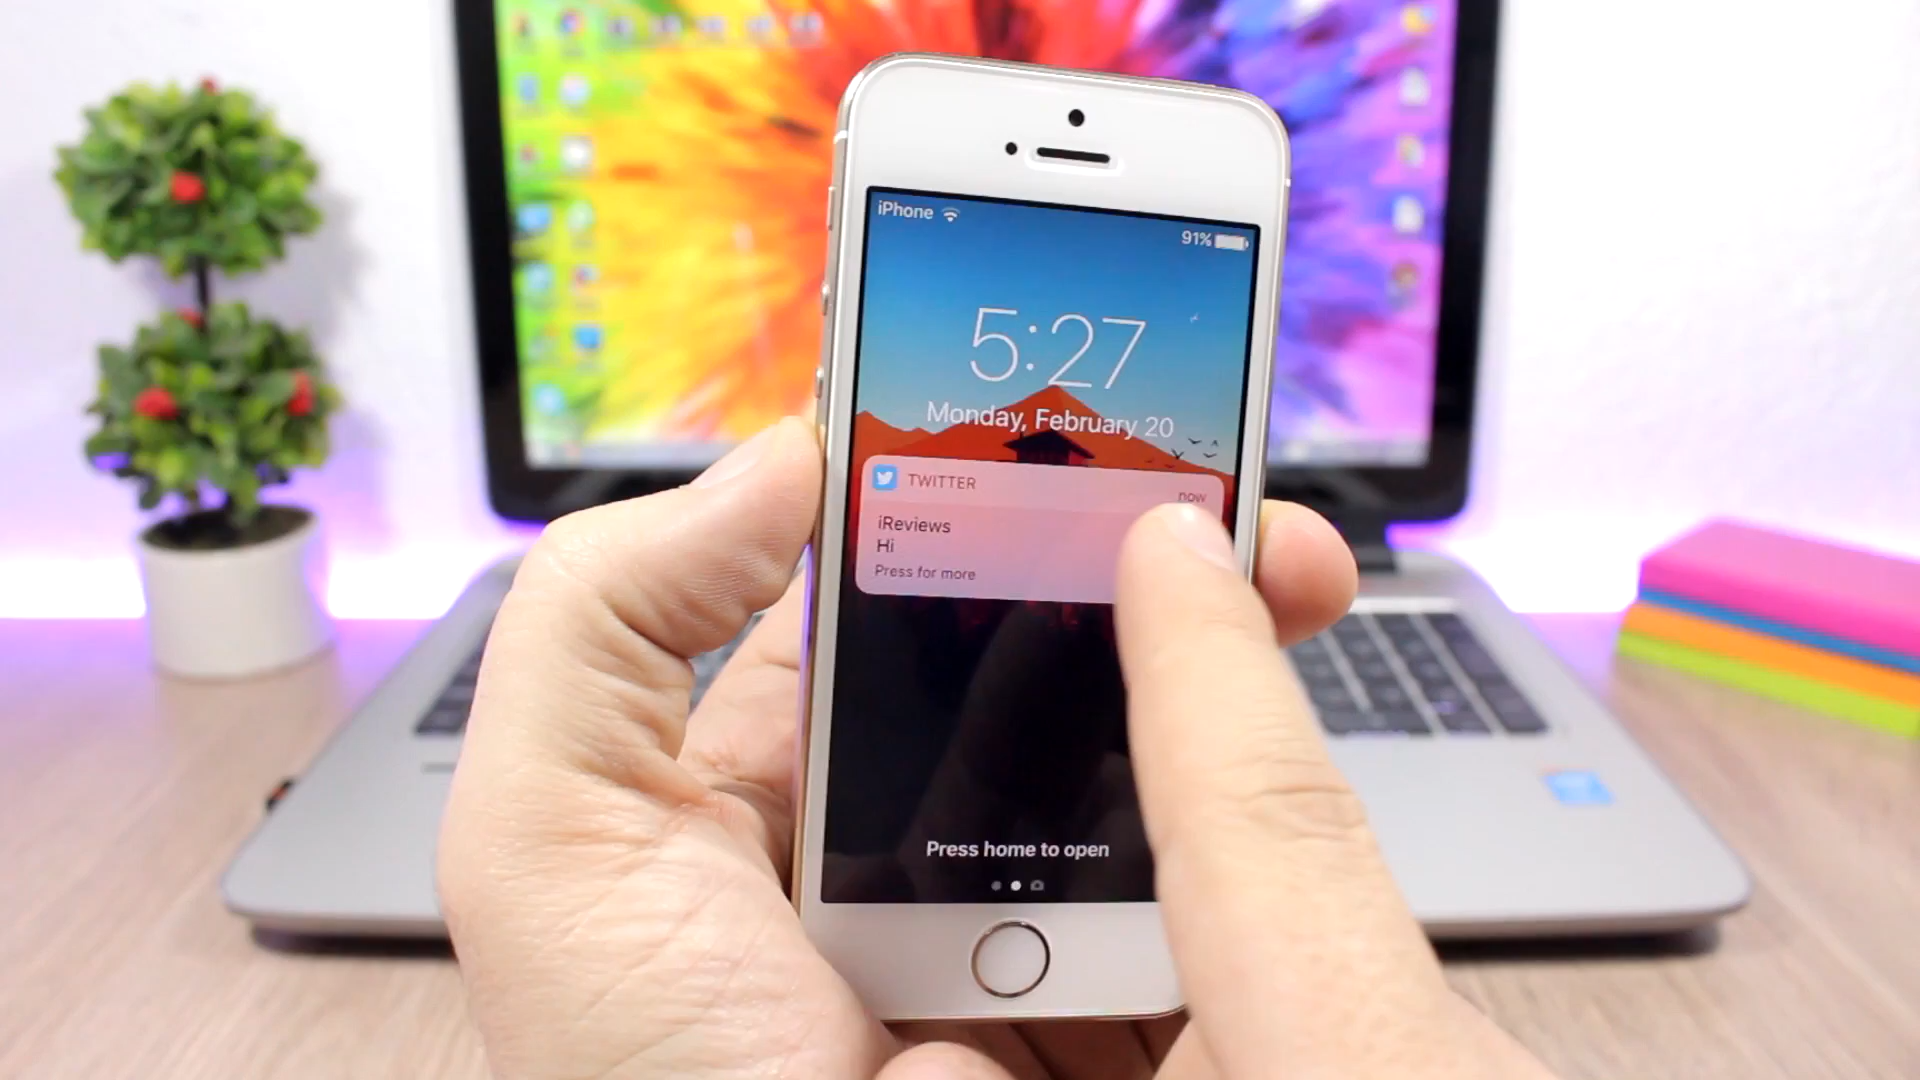 iPhone
91%
5:27
Monday, February 20
TWITTER
now
iReviews
Hi
Press for more
Press home to open